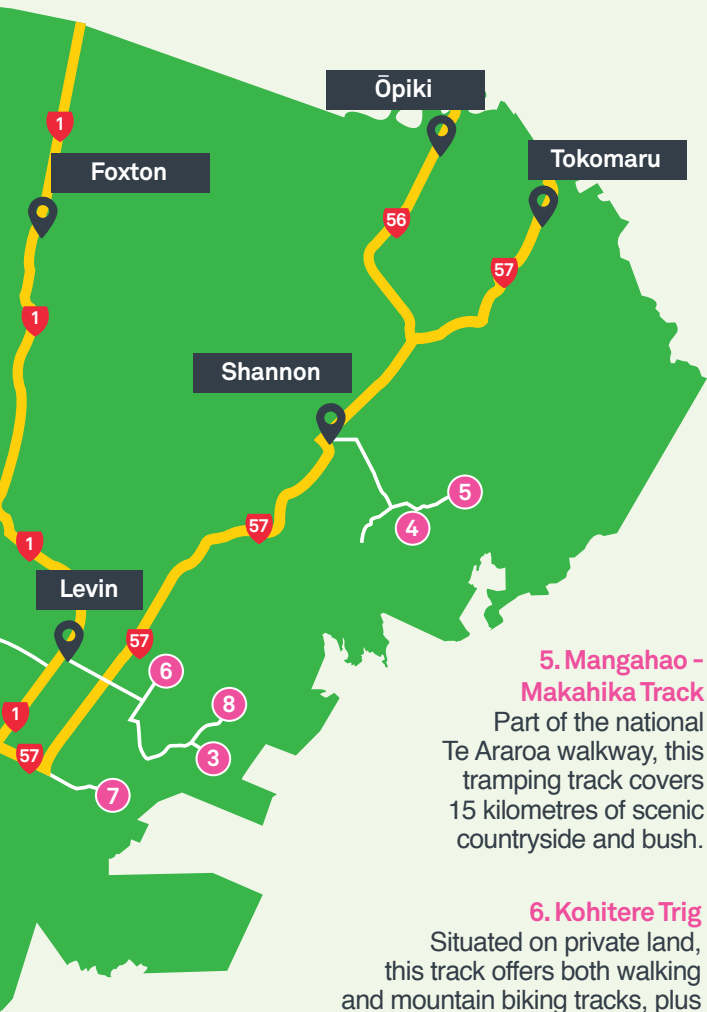 Ōpiki
1
Tokomaru
Foxton
56
57
1
Shannon
5
57
4
1
Levin
57
6
8
1
57
3
7
5. Mangahao -
Makahika Track
Part of the national
Te Araroa walkway, this
tramping track covers
15 kilometres of scenic
countryside and bush.
6. Kohitere Trig
Situated on private land,
this track offers both walking
and mountain biking tracks, plus